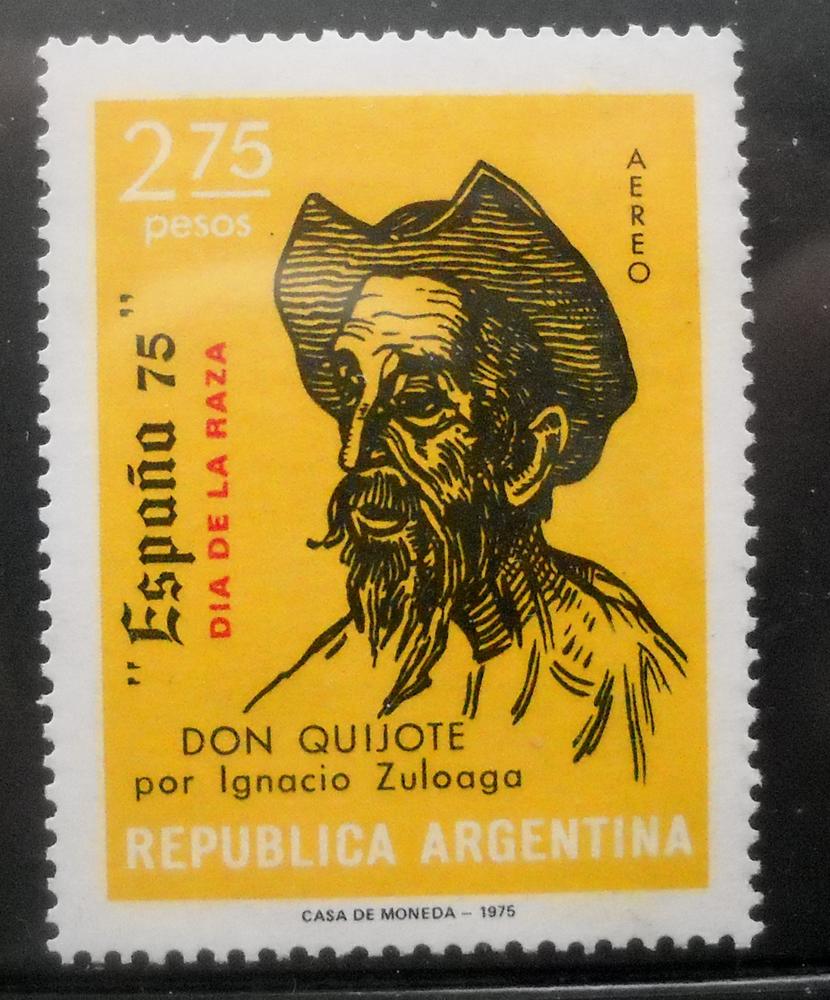 2 75
pesos
AEREO
"España 75"
DIA DE LA RAZA
DON QUIJOTE
por Ignacio Zuloaga
REPUBLICA ARGENTINA
CASA DE MONEDA – 1975